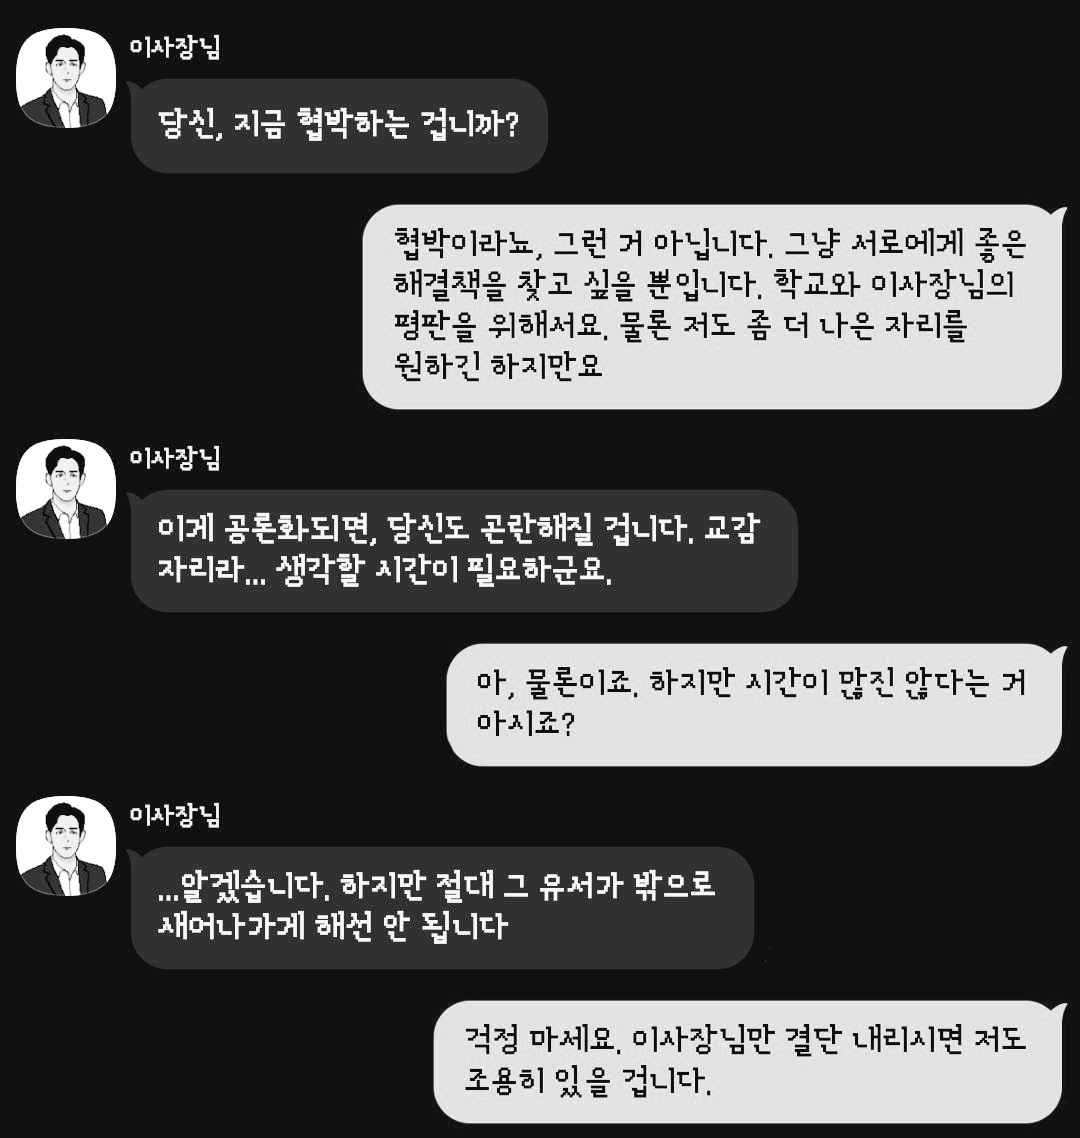 이사장님
당신, 지금 협박하는 겁니까?
협박이라뇨, 그런 거 아닙니다. 그냥 서로에게 좋은
해결책을 찾고 싶을 뿐입니다. 학교와 이사장님의
평판을 위해서요. 물론 저도 좀 더 나은 자리를
원하긴 하지만요
이사장님
이게 공론화되면, 당신도 곤란해질 겁니다. 교감
자리라... 생각할 시간이 필요하군요.
아, 물론이죠. 하지만 시간이 많진 않다는 거
아시죠?
이사장님
...알겠습니다. 하지만 절대 그 유서가 밖으로
새어나가게 해선 안 됩니다
걱정 마세요. 이사장님만 결단 내리시면 저도
조용히 있을 겁니다.